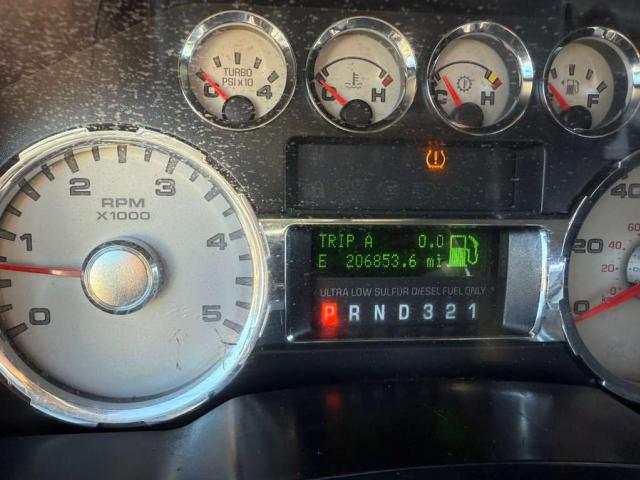 TURBO
PSI x 10
0 4
C H
C H
F
0 1 2 3 4 5
RPM
X1000
TRIP A 0.0
E 206853.6 mi
ULTRA LOW SULFUR DIESEL FUEL ONLY
P R N D 3 2 1
0 20 40